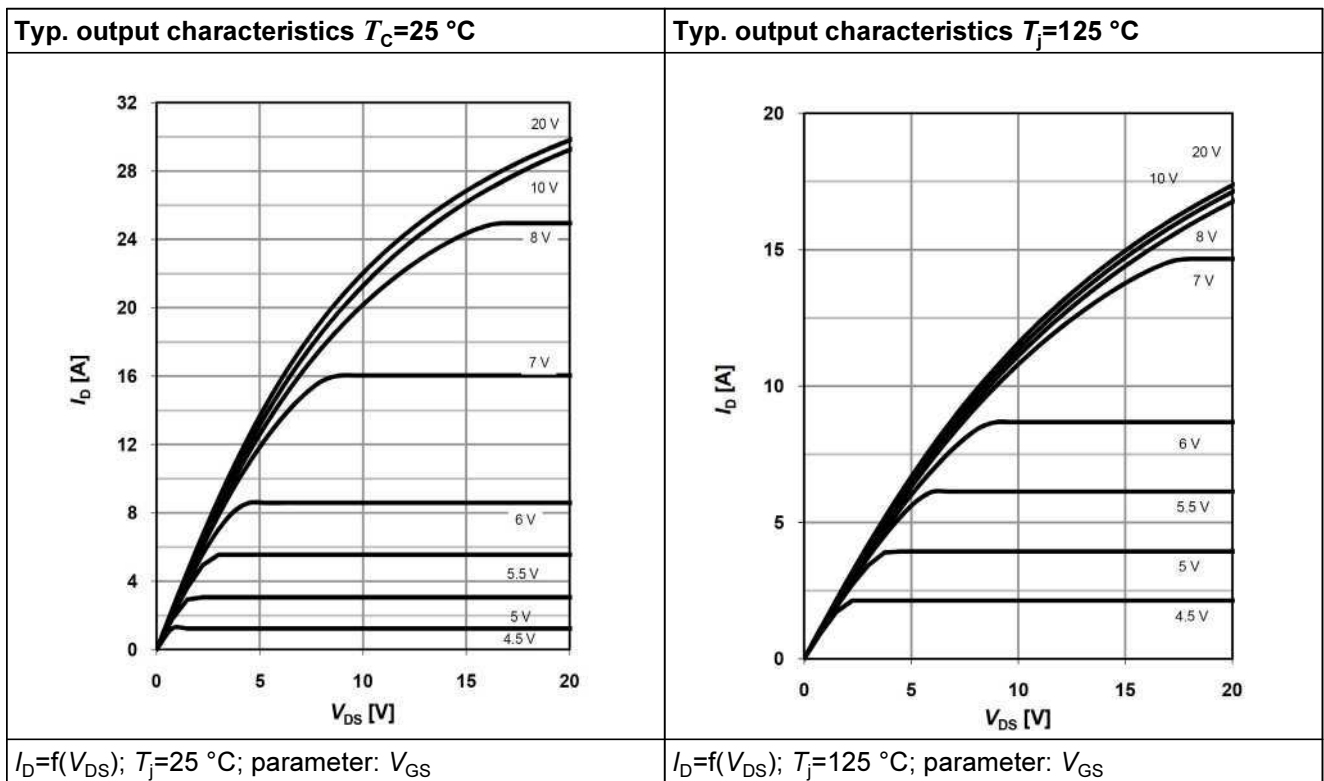 Typ. output characteristics TC=25 °C
Typ. output characteristics Tj=125 °C
32
28
24
20
16
12
8
4
0
0
5
10
15
20
ID [A]
VDS [V]
20 V
10 V
8 V
7 V
6 V
5.5 V
5 V
4.5 V
20
15
10
5
0
0
5
10
15
20
ID [A]
VDS [V]
20 V
10 V
8 V
7 V
6 V
5.5 V
5 V
4.5 V
ID=f(VDS); Tj=25 °C; parameter: VGS
ID=f(VDS); Tj=125 °C; parameter: VGS